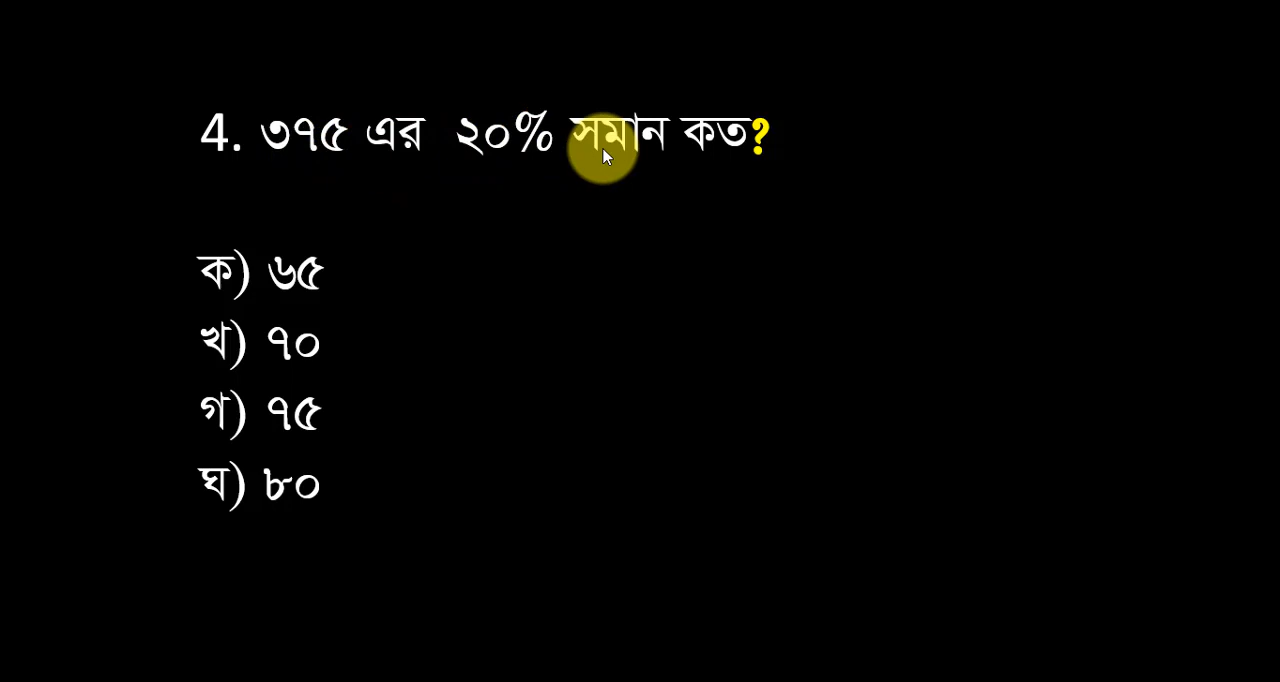 4. ৩৭৫ এর ২০% সমান কত?
ক) ৬৫
খ) ৭০
গ) ৭৫
ঘ) ৮০